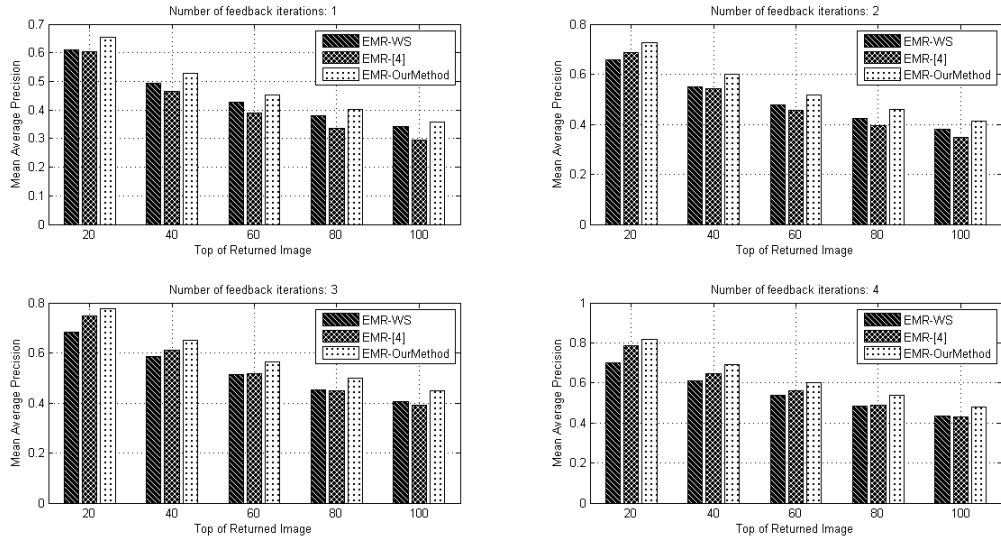 Number of feedback iterations: 1
0.7
0.6
0.5
0.4
0.3
0.2
0.1
0
Mean Average Precision
EMR-WS
EMR-[4]
EMR-OurMethod
20 40 60 80 100
Top of Returned Image
Number of feedback iterations: 2
0.8
0.6
0.4
0.2
0
Mean Average Precision
EMR-WS
EMR-[4]
EMR-OurMethod
20 40 60 80 100
Top of Returned Image
Number of feedback iterations: 3
0.8
0.6
0.4
0.2
0
Mean Average Precision
EMR-WS
EMR-[4]
EMR-OurMethod
20 40 60 80 100
Top of Returned Image
Number of feedback iterations: 4
1
0.8
0.6
0.4
0.2
0
Mean Average Precision
EMR-WS
EMR-[4]
EMR-OurMethod
20 40 60 80 100
Top of Returned Image